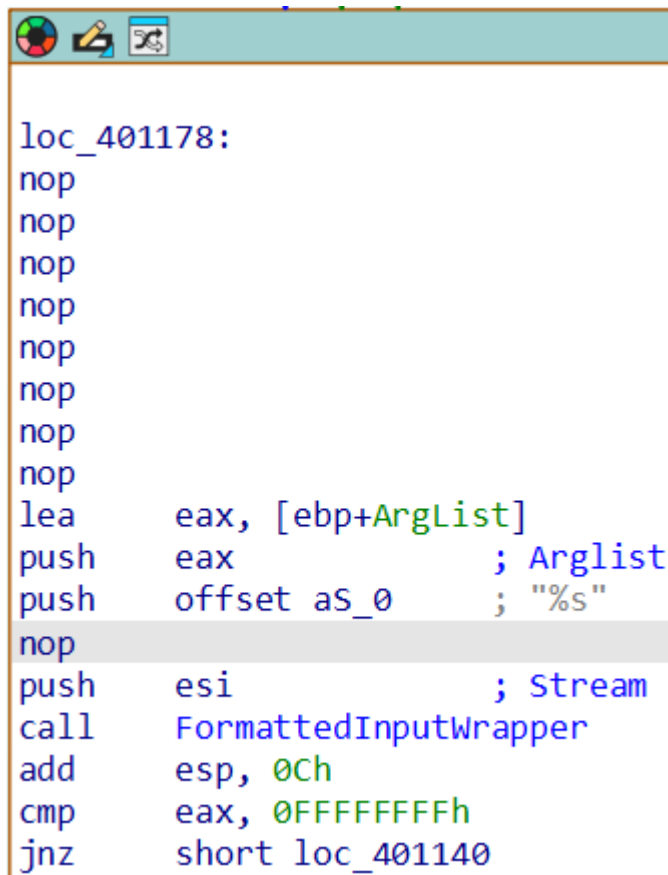 loc_401178:
nop
nop
nop
nop
nop
nop
nop
nop
lea     eax, [ebp+ArgList]
push    eax             ; Arglist
push    offset aS_0     ; "%s"
nop
push    esi             ; Stream
call    FormattedInputWrapper
add     esp, 0Ch
cmp     eax, 0FFFFFFFFh
jnz     short loc_401140